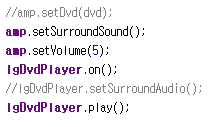 //amp.setDvd(dvd);
amp.setSurroundSound();
amp.setVolume(5);
lgDvdPlayer.on();
//lgDvdPlayer.setSurroundAudio();
lgDvdPlayer.play();